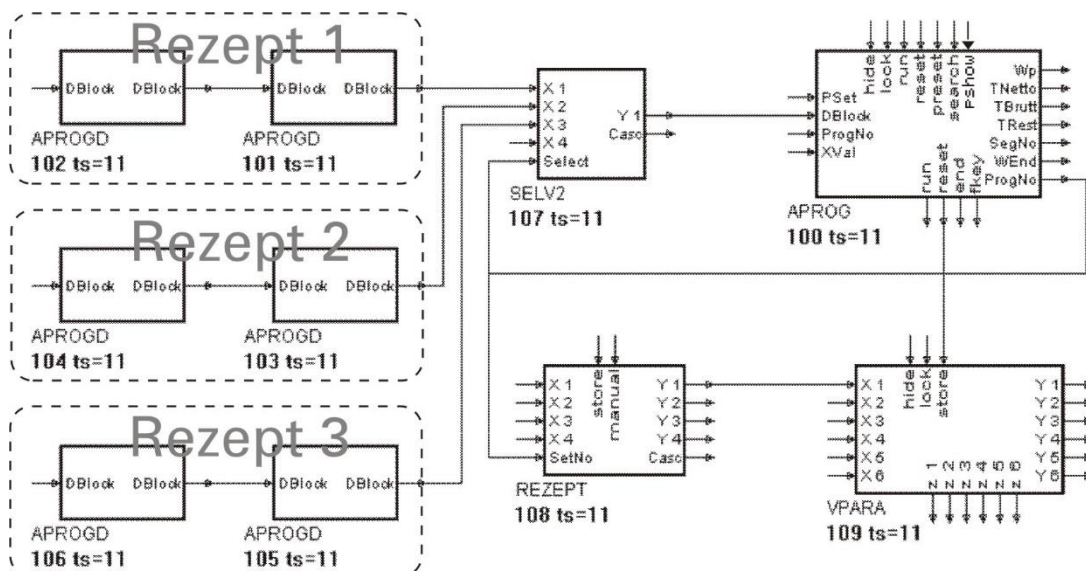 Rezept 1
DBlock DBlock
APROGD
102 ts=11
DBlock DBlock
APROGD
101 ts=11
Rezept 2
DBlock DBlock
APROGD
104 ts=11
DBlock DBlock
APROGD
103 ts=11
Rezept 3
DBlock DBlock
APROGD
106 ts=11
DBlock DBlock
APROGD
105 ts=11
X 1
X 2
X 3
X 4
Select
Y 1
Casc
SELV2
107 ts=11
hide
lock
run
reset
preset
search
Pshow
PSet
DBlock
ProgNo
XVal
Wp
TNetto
TBrutt
TRest
SegNo
WEnd
ProgNo
run
reset
end
fkey
APROG
100 ts=11
store
manual
X 1
X 2
X 3
X 4
SetNo
Y 1
Y 2
Y 3
Y 4
Casc
REZEPT
108 ts=11
hide
lock
store
X 1
X 2
X 3
X 4
X 5
X 6
Y 1
Y 2
Y 3
Y 4
Y 5
Y 6
z 1
z 2
z 3
z 4
z 5
z 6
VPARA
109 ts=11